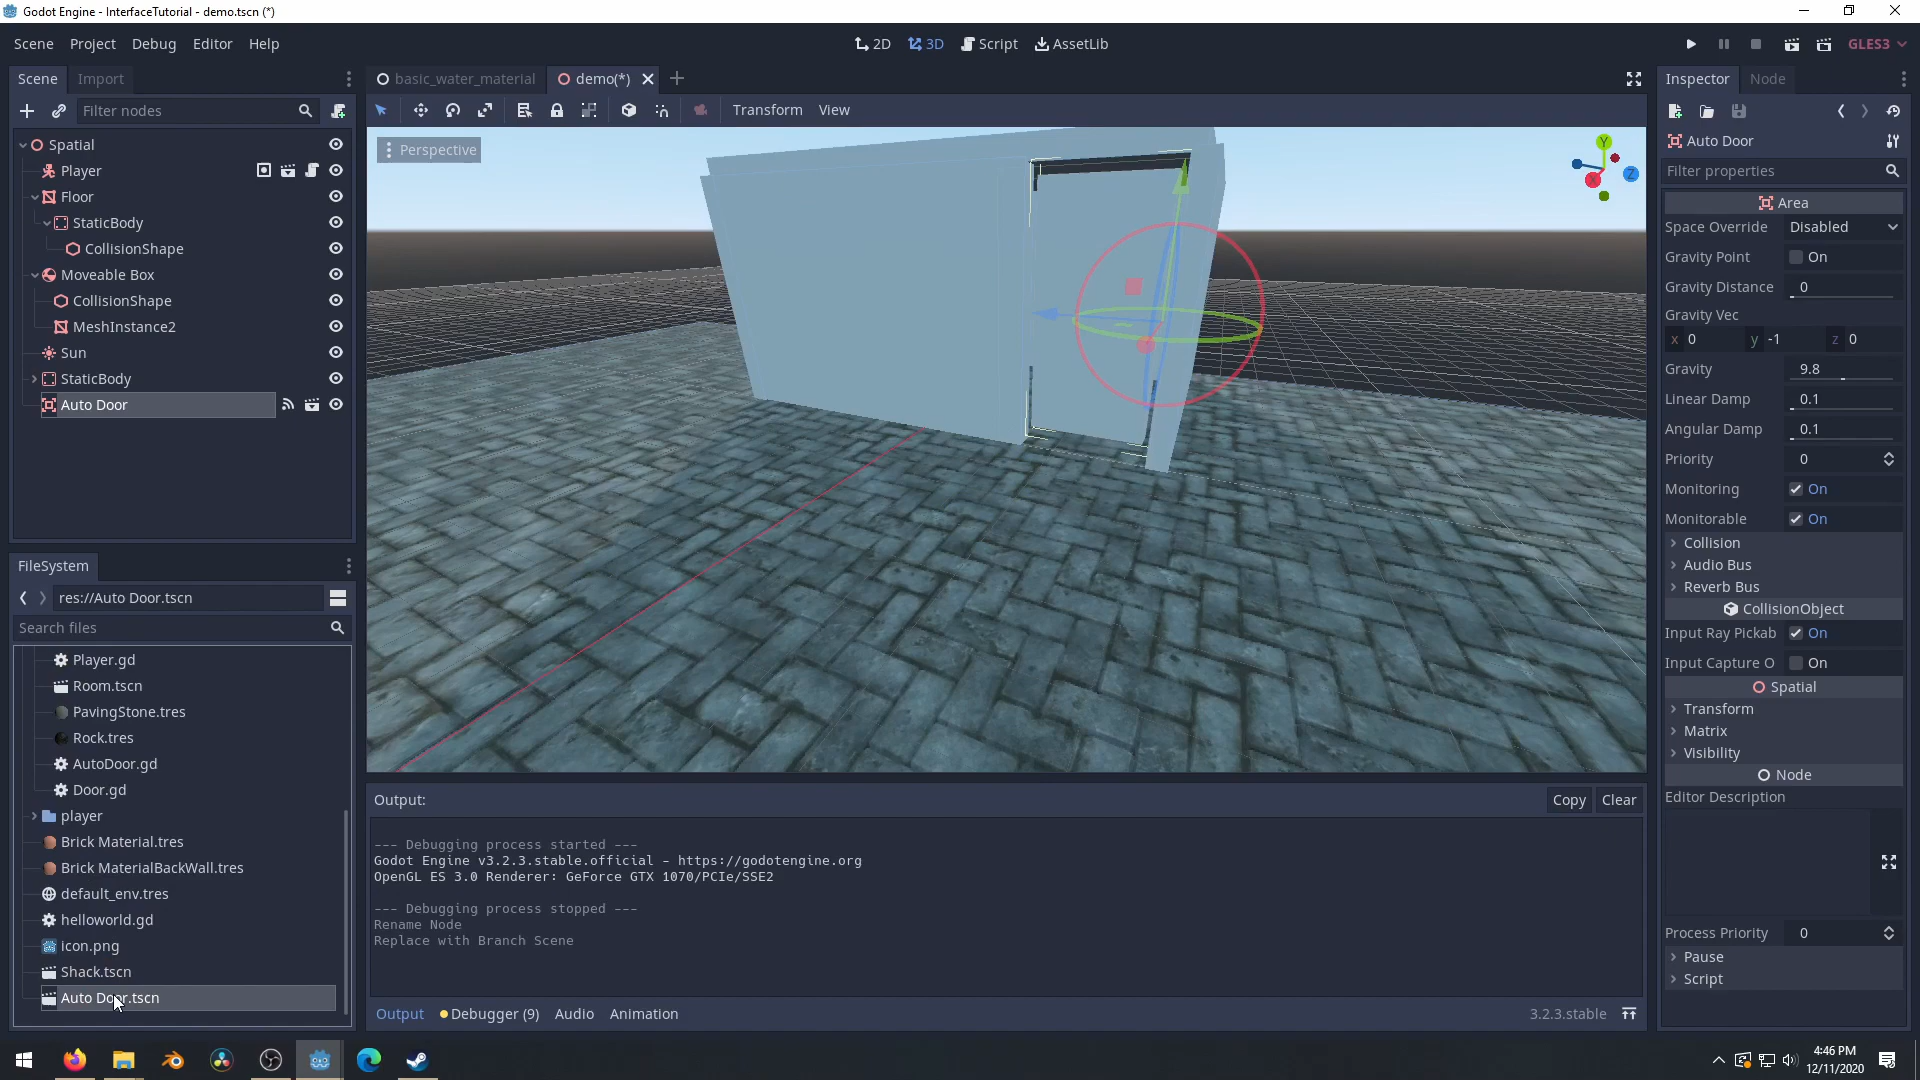 Godot Engine - InterfaceTutorial - demo.tscn (*)
Scene Project Debug Editor Help
2D 3D Script AssetLib
GLES3
Scene Import
basic_water_material demo(*)
Inspector Node
Filter nodes
Transform View
Spatial
Player
Floor
StaticBody
CollisionShape
Moveable Box
CollisionShape
MeshInstance2
Sun
StaticBody
Auto Door
Perspective
Y
X
Z
FileSystem
res://Auto Door.tscn
Search files
Player.gd
Room.tscn
PavingStone.tres
Rock.tres
AutoDoor.gd
Door.gd
player
Brick Material.tres
Brick MaterialBackWall.tres
default_env.tres
helloworld.gd
icon.png
Shack.tscn
Auto Door.tscn
Output:
Copy Clear
--- Debugging process started ---
Godot Engine v3.2.3.stable.official - https://godotengine.org
OpenGL ES 3.0 Renderer: GeForce GTX 1070/PCIe/SSE2
--- Debugging process stopped ---
Rename Node
Replace with Branch Scene
Output Debugger (9) Audio Animation
3.2.3.stable
Auto Door
Filter properties
Area
Space Override Disabled
Gravity Point On
Gravity Distance 0
Gravity Vec
x 0 y -1 z 0
Gravity 9.8
Linear Damp 0.1
Angular Damp 0.1
Priority 0
Monitoring On
Monitorable On
Collision
Audio Bus
Reverb Bus
CollisionObject
Input Ray Pickab On
Input Capture O On
Spatial
Transform
Matrix
Visibility
Node
Editor Description
Process Priority 0
Pause
Script
4:46 PM
12/11/2020